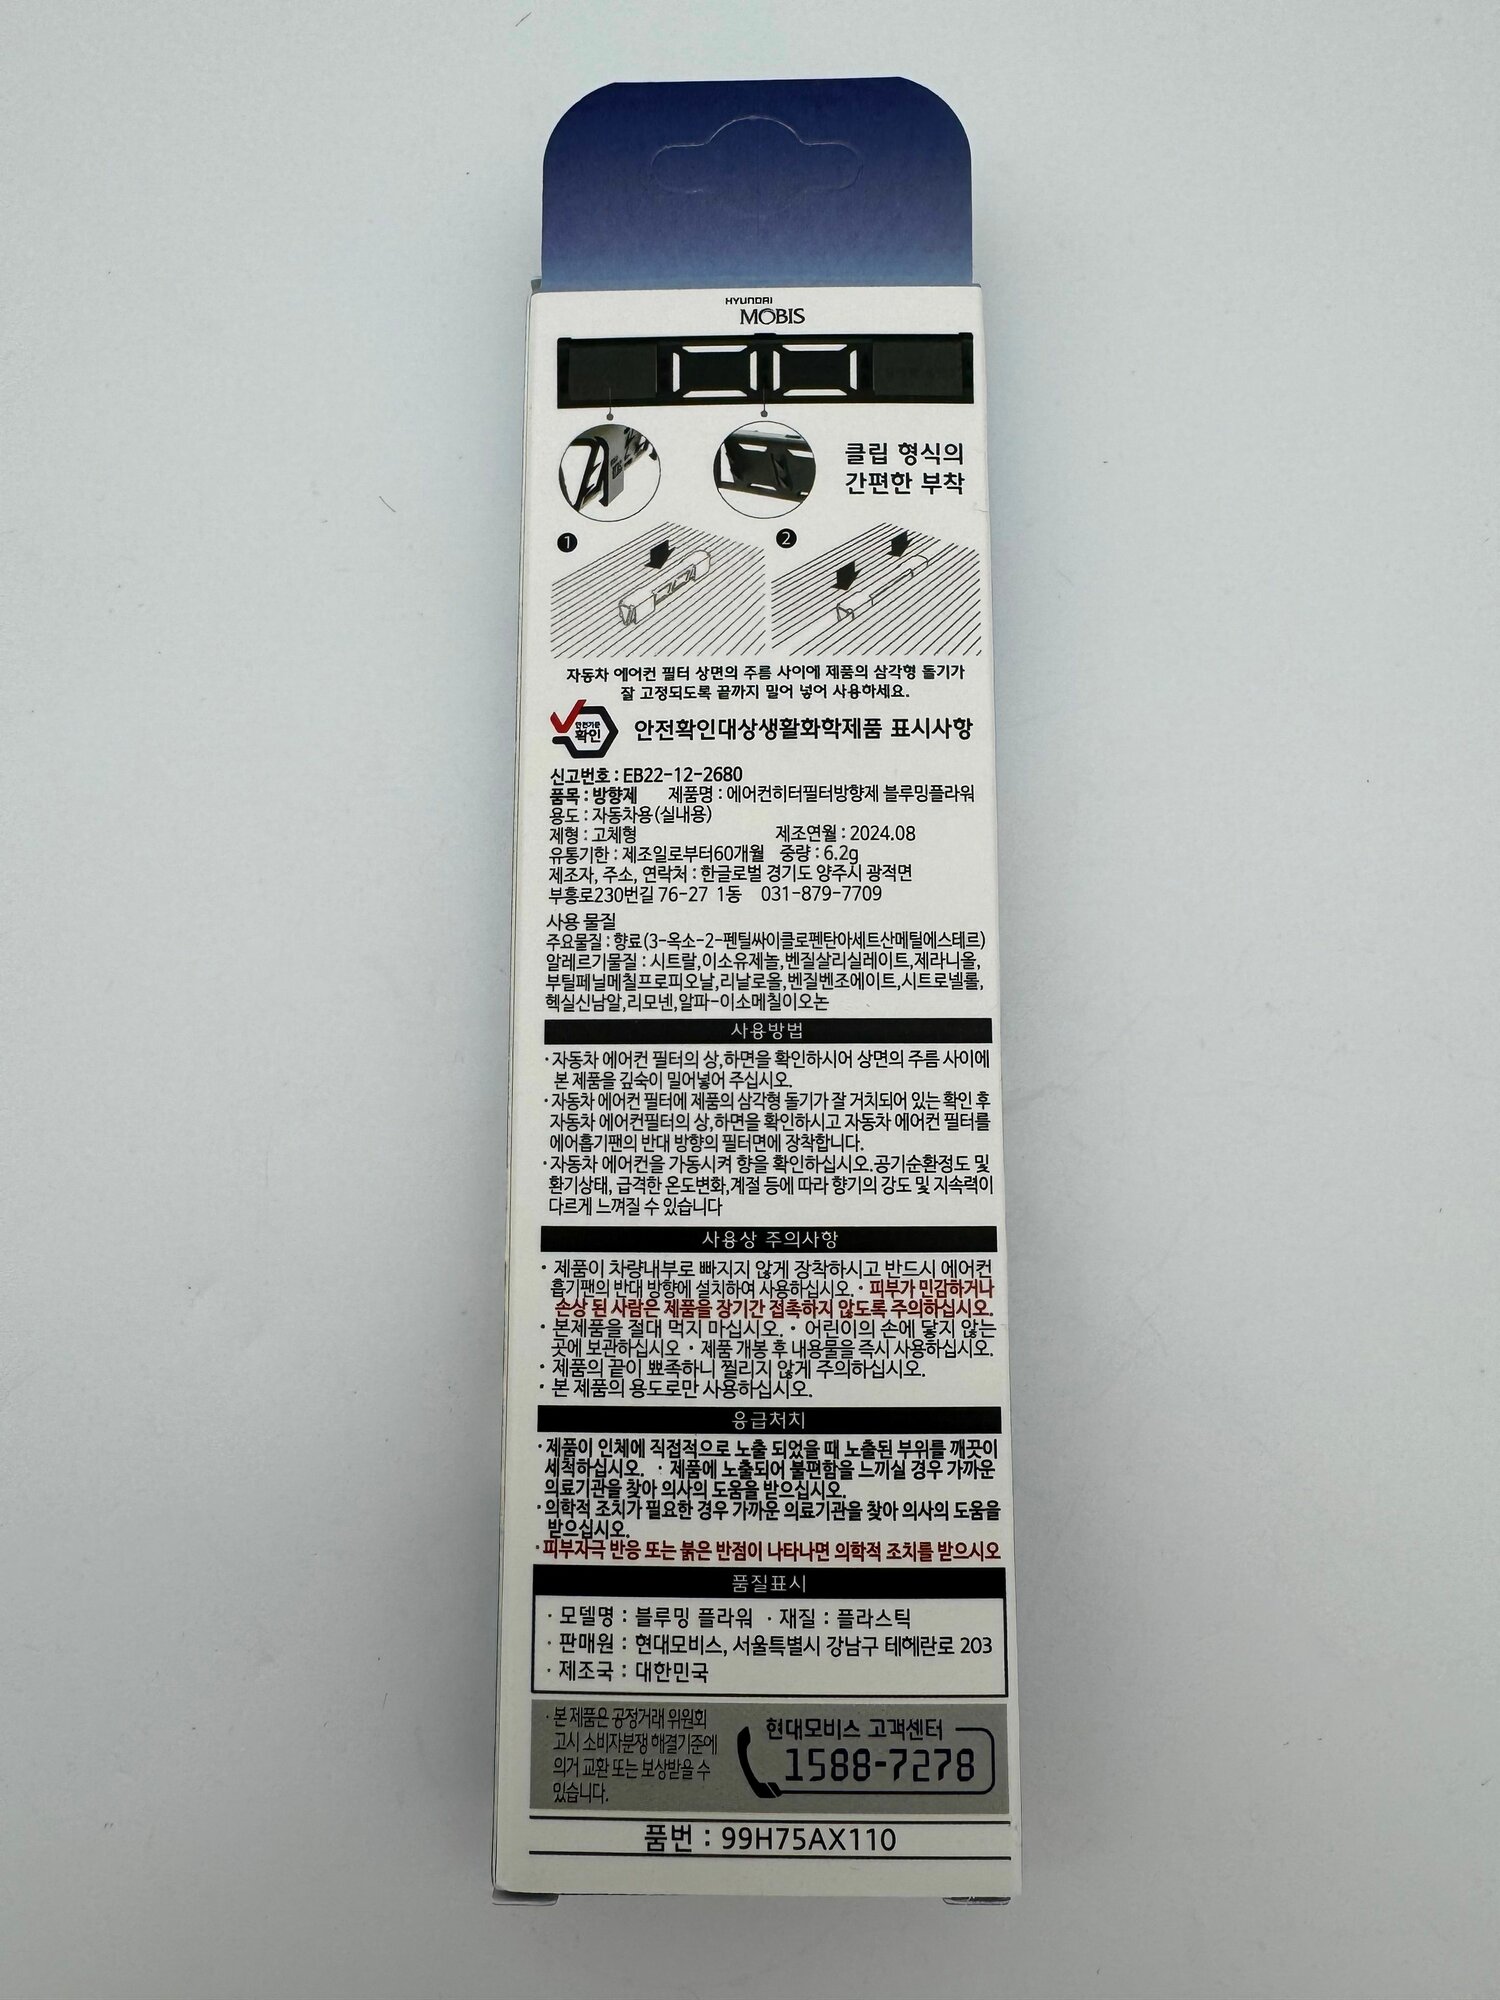 HYUNDAI
MOBIS
클립 형식의
간편한 부착
1
2
자동차 에어컨 필터 상면의 주름 사이에 제품의 삼각형 돌기가
잘 고정되도록 끝까지 밀어 넣어 사용하세요.
안전기준
확인
안전확인대상생활화학제품 표시사항
신고번호 : EB22-12-2680
품목 : 방향제 제품명 : 에어컨히터필터방향제 블루밍플라워
용도 : 자동차용(실내용)
제형 : 고체형 제조연월 : 2024.08
유통기한 : 제조일로부터60개월 중량 : 6.2g
제조자, 주소, 연락처 : 한글로벌 경기도 양주시 광적면
부흥로230번길 76-27 1동 031-879-7709
사용 물질
주요물질 : 향료(3-옥소-2-펜틸싸이클로펜탄아세트산메틸에스테르)
알레르기물질 : 시트랄,이소유제놀,벤질살리실레이트,제라니올,
부틸페닐메칠프로피오날,리날로올,벤질벤조에이트,시트로넬롤,
헥실신남알,리모넨,알파-이소메칠이오논
사용방법
·자동차 에어컨 필터의 상,하면을 확인하시어 상면의 주름 사이에
본 제품을 깊숙이 밀어넣어 주십시오.
·자동차 에어컨 필터에 제품의 삼각형 돌기가 잘 거치되어 있는 확인 후
자동차 에어컨필터의 상,하면을 확인하시고 자동차 에어컨 필터를
에어흡기팬의 반대 방향의 필터면에 장착합니다.
·자동차 에어컨을 가동시켜 향을 확인하십시오.공기순환정도 및
환기상태, 급격한 온도변화,계절 등에 따라 향기의 강도 및 지속력이
다르게 느껴질 수 있습니다
사용상 주의사항
· 제품이 차량내부로 빠지지 않게 장착하시고 반드시 에어컨
흡기팬의 반대 방향에 설치하여 사용하십시오. · 피부가 민감하거나
손상 된 사람은 제품을 장기간 접촉하지 않도록 주의하십시오.
· 본제품을 절대 먹지 마십시오. · 어린이의 손에 닿지 않는
곳에 보관하십시오 · 제품 개봉 후 내용물을 즉시 사용하십시오.
· 제품의 끝이 뾰족하니 찔리지 않게 주의하십시오.
· 본 제품의 용도로만 사용하십시오.
응급처치
·제품이 인체에 직접적으로 노출 되었을 때 노출된 부위를 깨끗이
세척하십시오. · 제품에 노출되어 불편함을 느끼실 경우 가까운
의료기관을 찾아 의사의 도움을 받으십시오.
·의학적 조치가 필요한 경우 가까운 의료기관을 찾아 의사의 도움을
받으십시오.
·피부자극 반응 또는 붉은 반점이 나타나면 의학적 조치를 받으시오
품질표시
· 모델명 : 블루밍 플라워 · 재질 : 플라스틱
· 판매원 : 현대모비스, 서울특별시 강남구 테헤란로 203
· 제조국 : 대한민국
· 본 제품은 공정거래 위원회
고시 소비자분쟁 해결기준에
의거 교환 또는 보상받을 수
있습니다.
현대모비스 고객센터
1588-7278
품번 : 99H75AX110